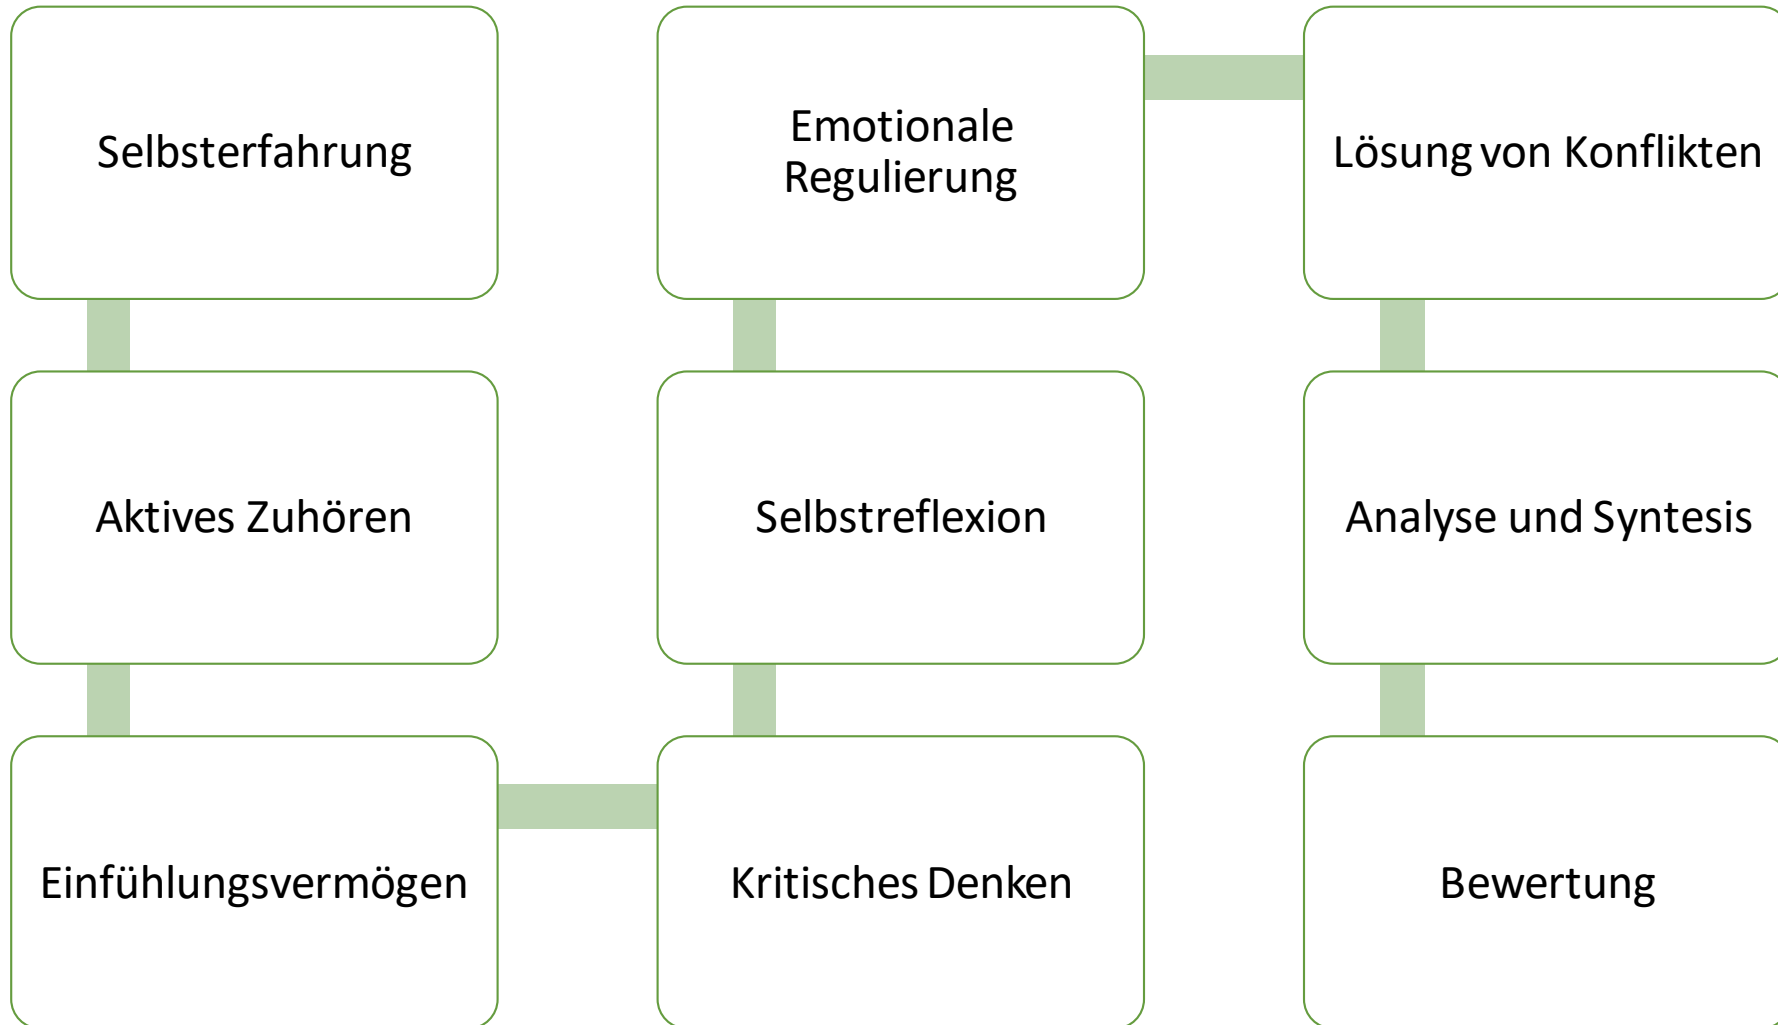 Selbsterfahrung
Aktives Zuhören
Einfühlungsvermögen
Kritisches Denken
Selbstreflexion
Emotionale
Regulierung
Lösung von Konflikten
Analyse und Syntesis
Bewertung